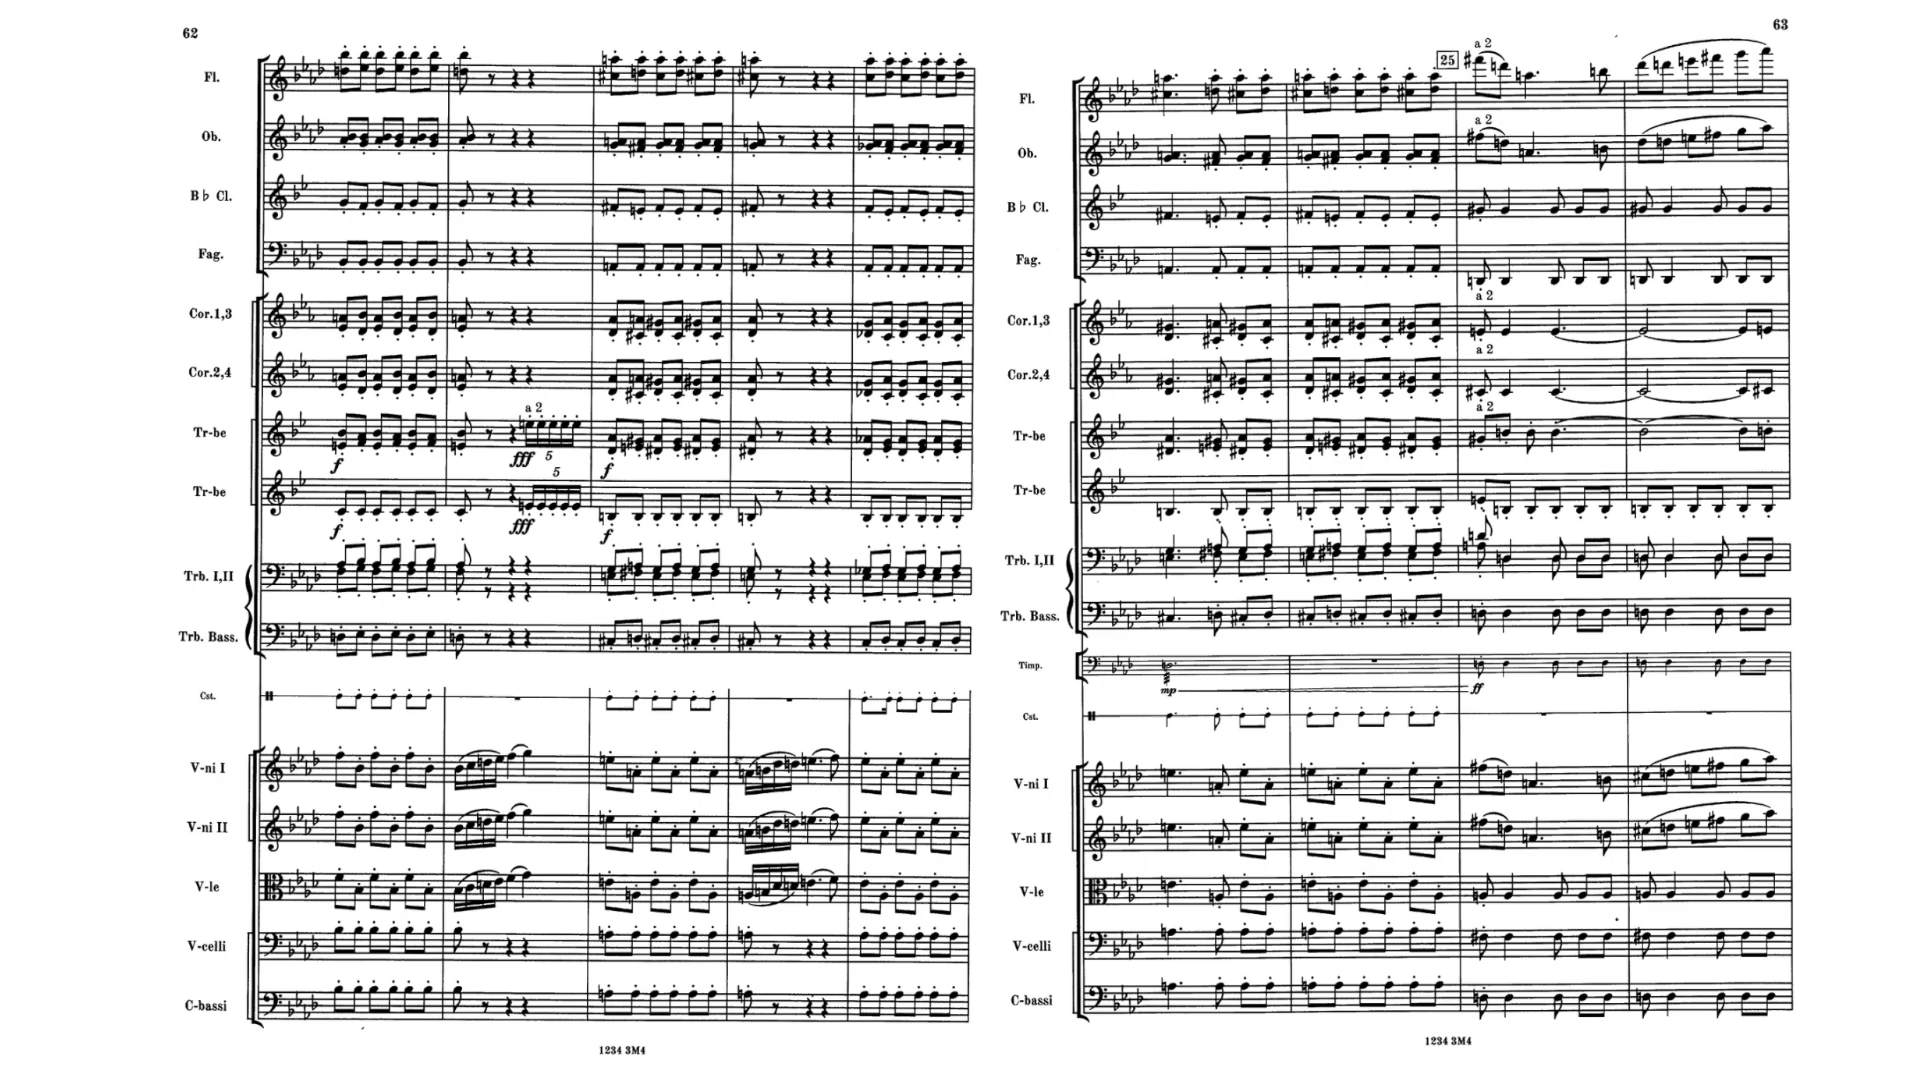 62
Fl.
Ob.
B♭ Cl.
Fag.
Cor.1,3
Cor.2,4
a 2
Tr-be
f
fff
5
f
5
Tr-be
f
fff
f
Trb. I,II
Trb. Bass.
Cst.
V-ni I
V-ni II
V-le
V-celli
C-bassi
1234 3M4
63
25
a 2
Fl.
a 2
Ob.
B♭ Cl.
Fag.
a 2
Cor.1,3
a 2
Cor.2,4
a 2
Tr-be
Tr-be
Trb. I,II
Trb. Bass.
Timp.
mp
ff
Cst.
V-ni I
V-ni II
V-le
V-celli
C-bassi
1234 3M4